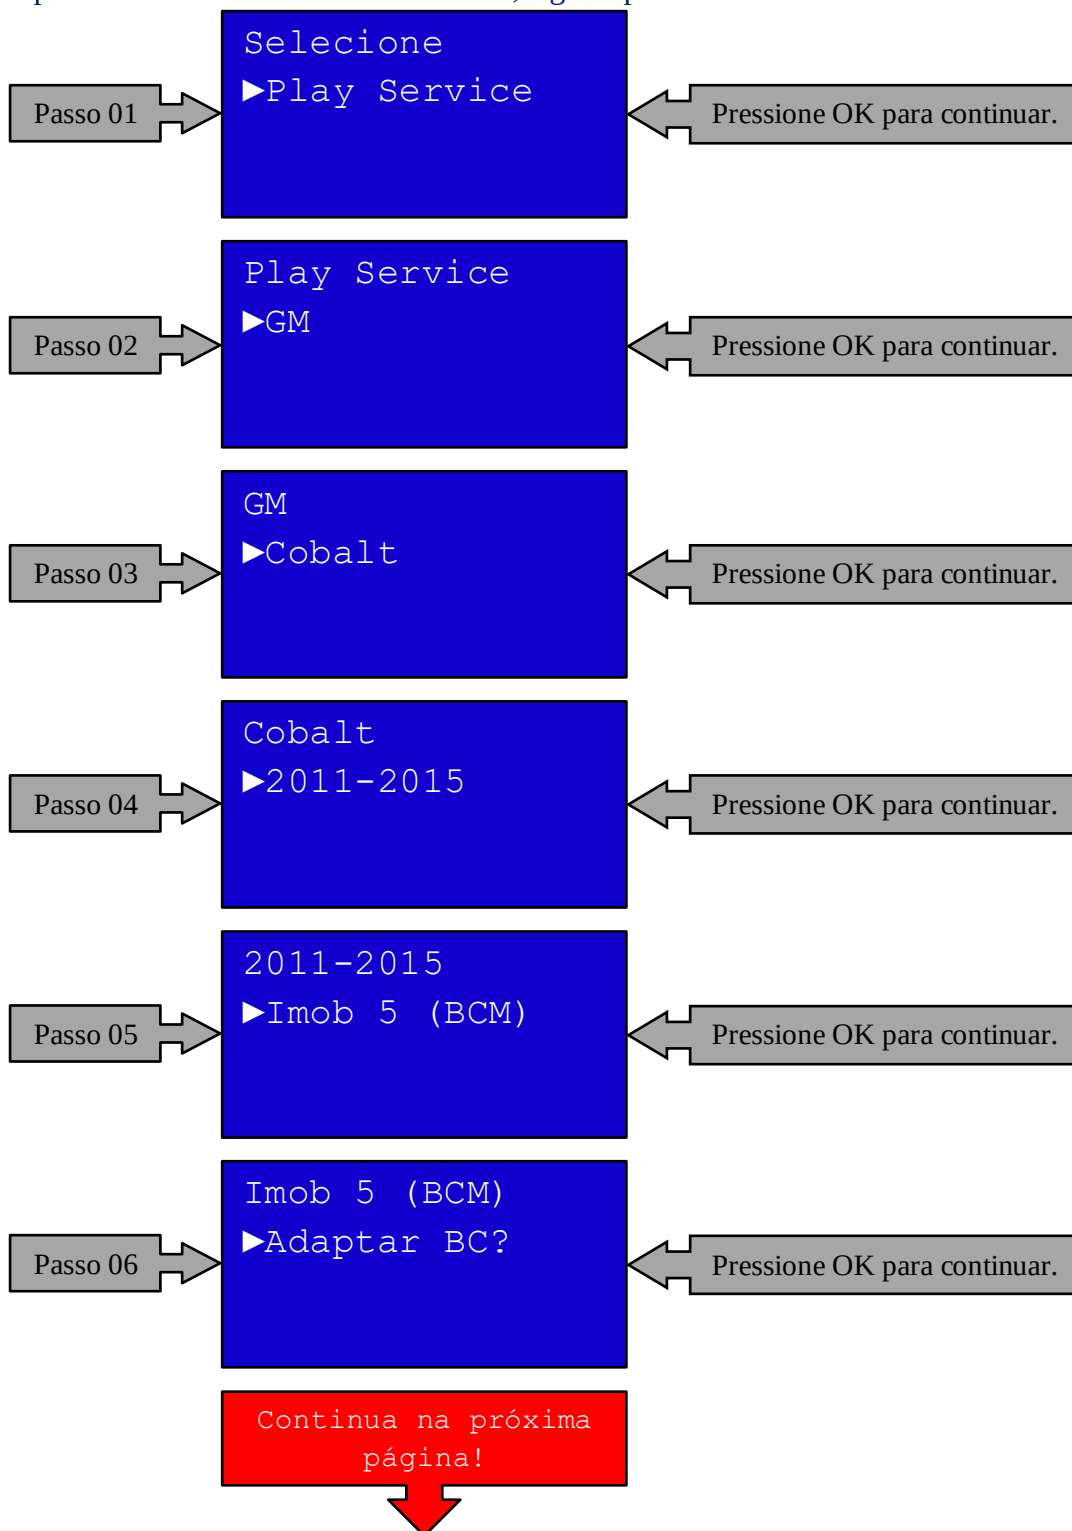 Selecione
►Play Service
Passo 01
Pressione OK para continuar.
Play Service
►GM
Passo 02
Pressione OK para continuar.
GM
►Cobalt
Passo 03
Pressione OK para continuar.
Cobalt
►2011-2015
Passo 04
Pressione OK para continuar.
2011-2015
►Imob 5 (BCM)
Passo 05
Pressione OK para continuar.
Imob 5 (BCM)
►Adaptar BC?
Passo 06
Pressione OK para continuar.
Continua na próxima
página!